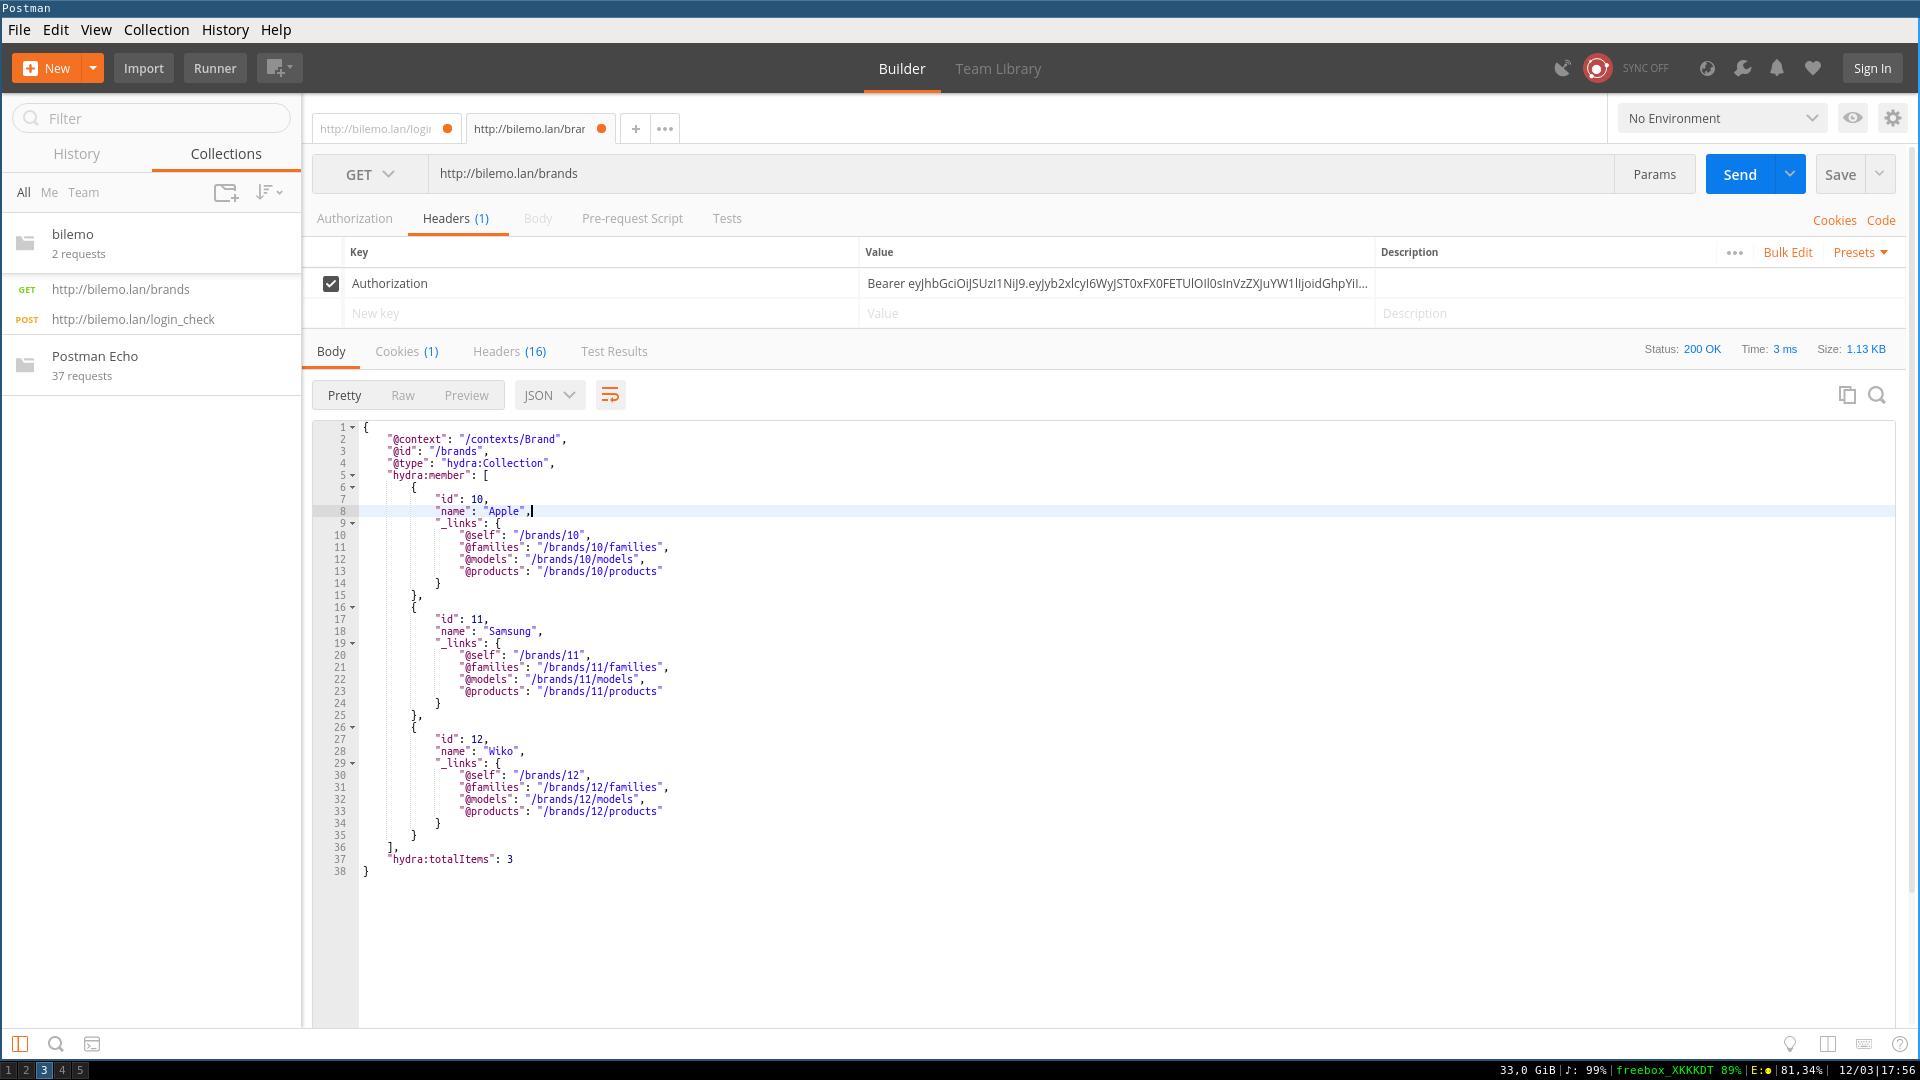 Postman
File Edit View Collection History Help
New Import Runner
Builder Team Library
SYNC OFF
Sign In
Filter
History Collections
All Me Team
bilemo
2 requests
GET http://bilemo.lan/brands
POST http://bilemo.lan/login_check
Postman Echo
37 requests
http://bilemo.lan/login http://bilemo.lan/bran + •••
No Environment
GET http://bilemo.lan/brands Params Send Save
Authorization Headers (1) Body Pre-request Script Tests Cookies Code
Key Value Description ••• Bulk Edit Presets
Authorization
New key Value Description
Body Cookies (1) Headers (16) Test Results Status: 200 OK Time: 3 ms Size: 1.13 KB
Pretty Raw Preview JSON
1 {
2 "@context": "/contexts/Brand",
3 "@id": "/brands",
4 "@type": "hydra:Collection",
5 "hydra:member": [
6 {
7 "id": 10,
8 "name": "Apple",
9 "_links": {
10 "@self": "/brands/10",
11 "@families": "/brands/10/families",
12 "@models": "/brands/10/models",
13 "@products": "/brands/10/products"
14 }
15 },
16 {
17 "id": 11,
18 "name": "Samsung",
19 "_links": {
20 "@self": "/brands/11",
21 "@families": "/brands/11/families",
22 "@models": "/brands/11/models",
23 "@products": "/brands/11/products"
24 }
25 },
26 {
27 "id": 12,
28 "name": "Wiko",
29 "_links": {
30 "@self": "/brands/12",
31 "@families": "/brands/12/families",
32 "@models": "/brands/12/models",
33 "@products": "/brands/12/products"
34 }
35 }
36 ],
37 "hydra:totalItems": 3
38 }
1 2 3 4 5 33,0 GiB|♪: 99%|freebox_XKKKDT 89%|E:●|81,34%| 12/03|17:56